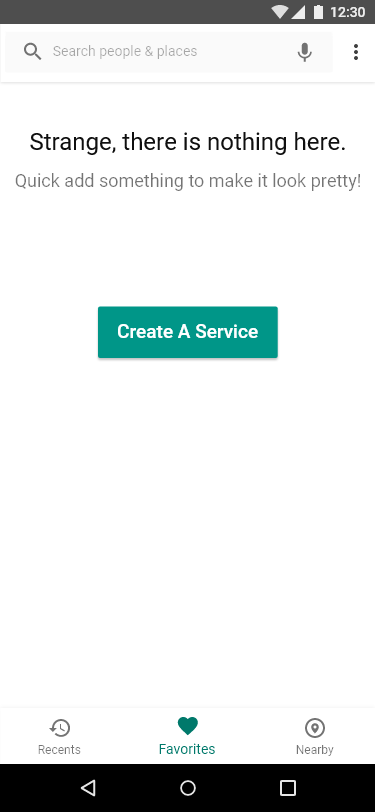 12:30
Search people & places
Strange, there is nothing here.
Quick add something to make it look pretty!
Create A Service
Recents
Favorites
Nearby